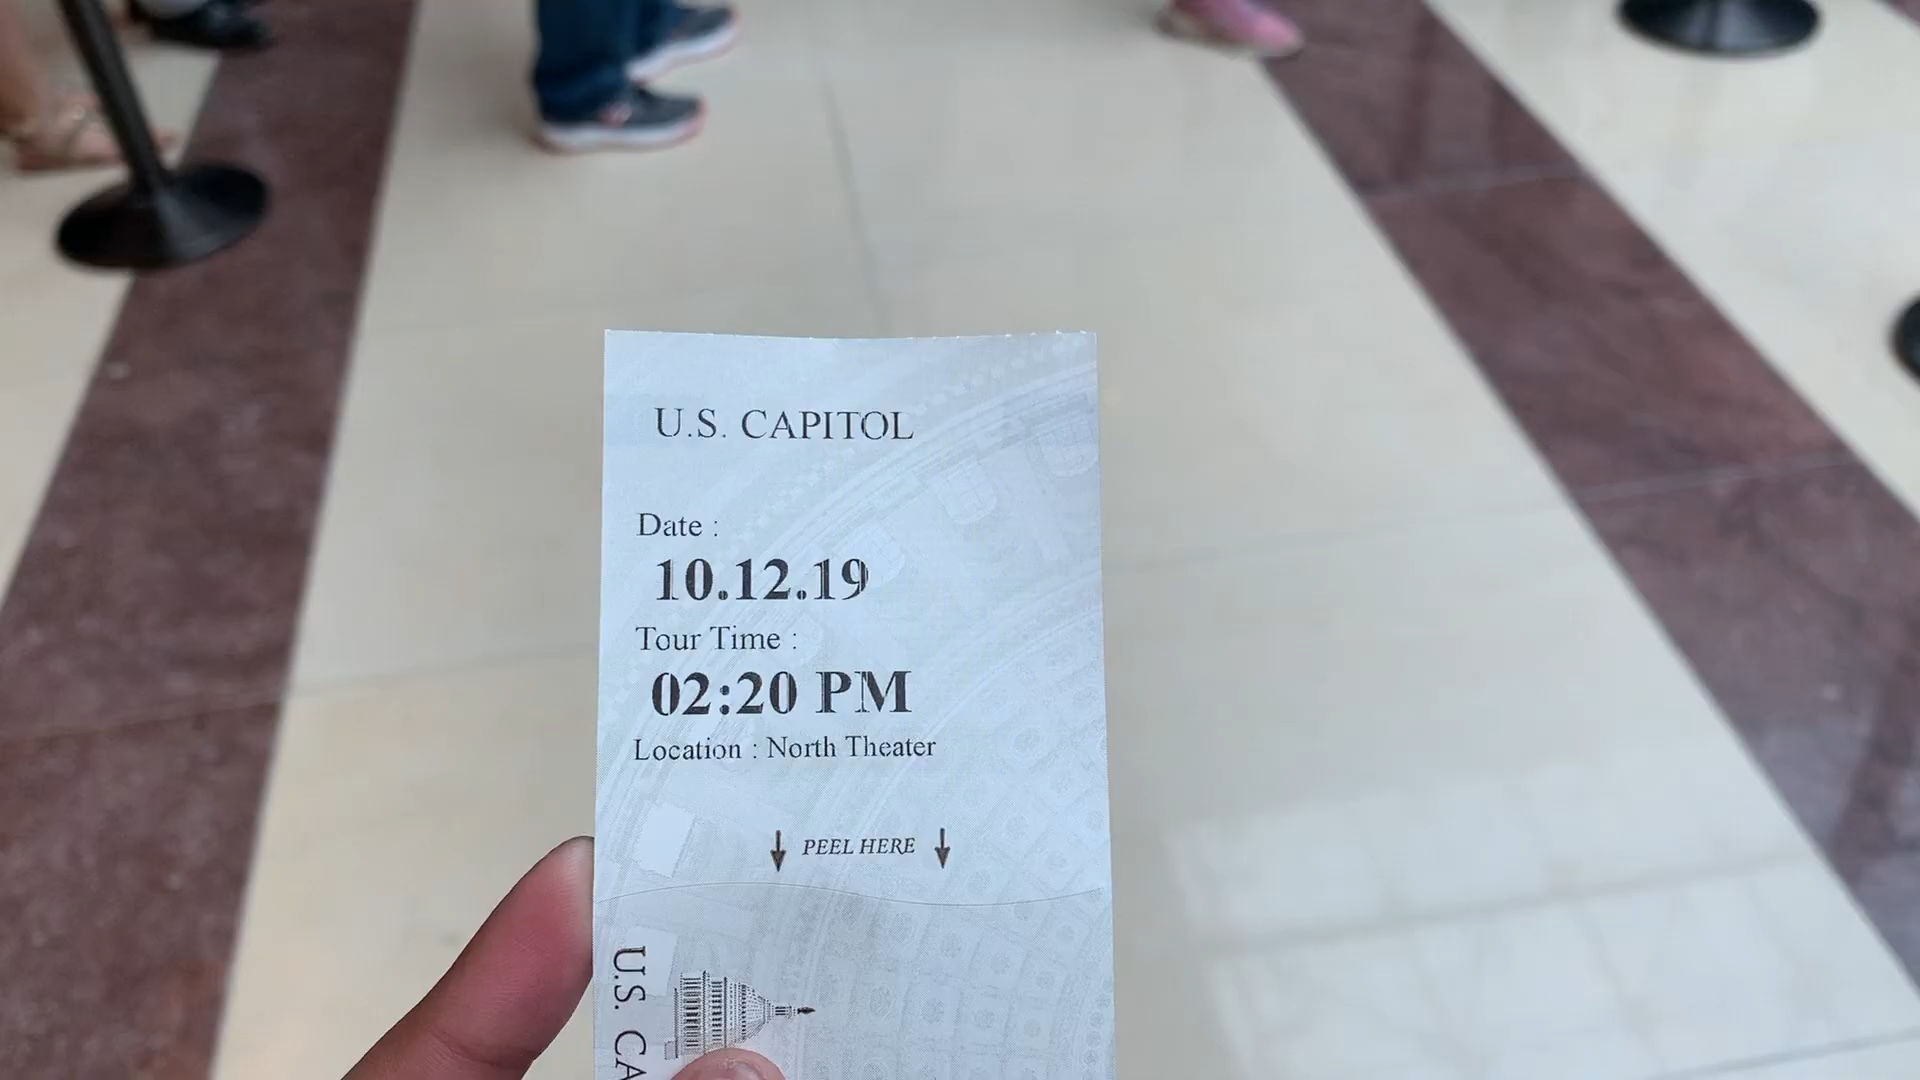 U.S. CAPITOL
Date :
10.12.19
Tour Time :
02:20 PM
Location : North Theater
PEEL HERE
U.S. CA